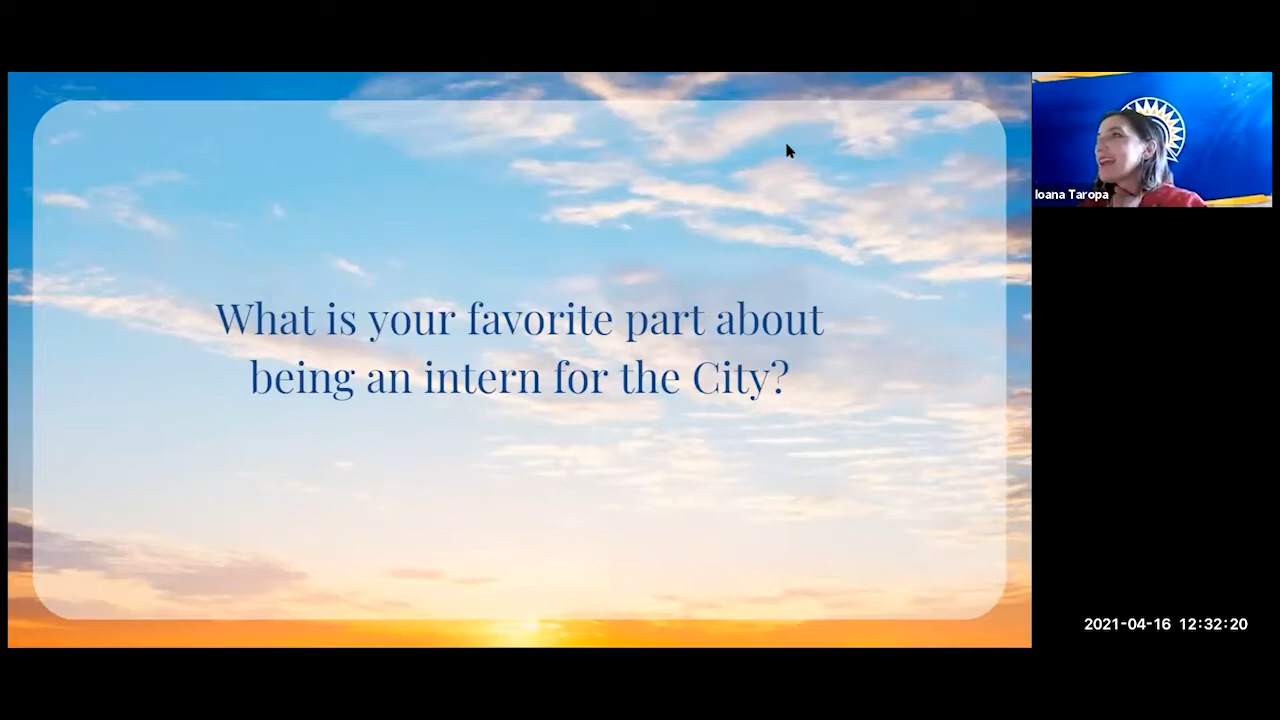 What is your favorite part about
being an intern for the City?
Ioana Taropa
2021-04-16 12:32:20